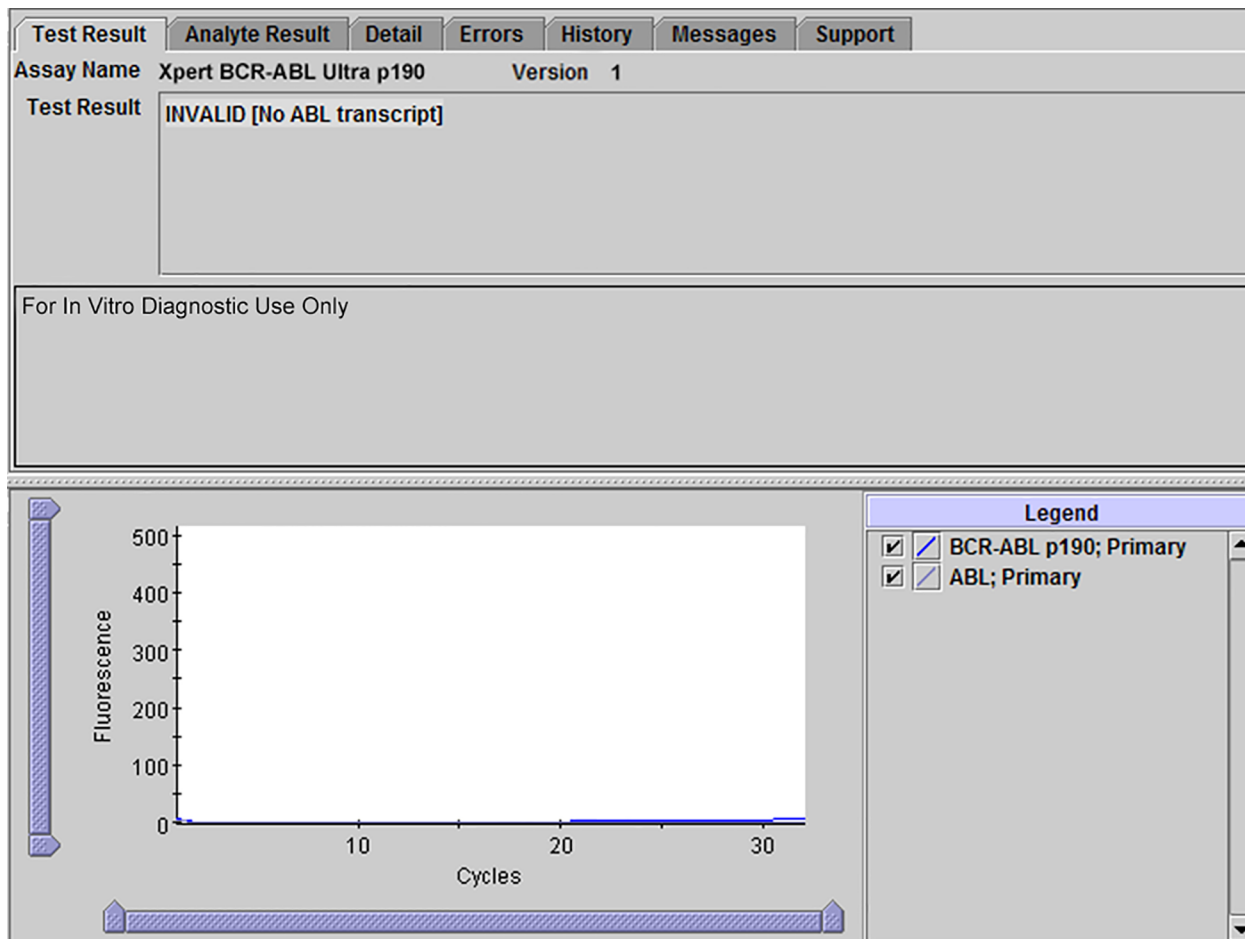 Test Result Analyte Result Detail Errors History Messages Support
Assay Name Xpert BCR-ABL Ultra p190 Version 1
Test Result INVALID [No ABL transcript]
For In Vitro Diagnostic Use Only
Legend
BCR-ABL p190; Primary
ABL; Primary
500
400
300
200
100
0
Fluorescence
10 20 30
Cycles